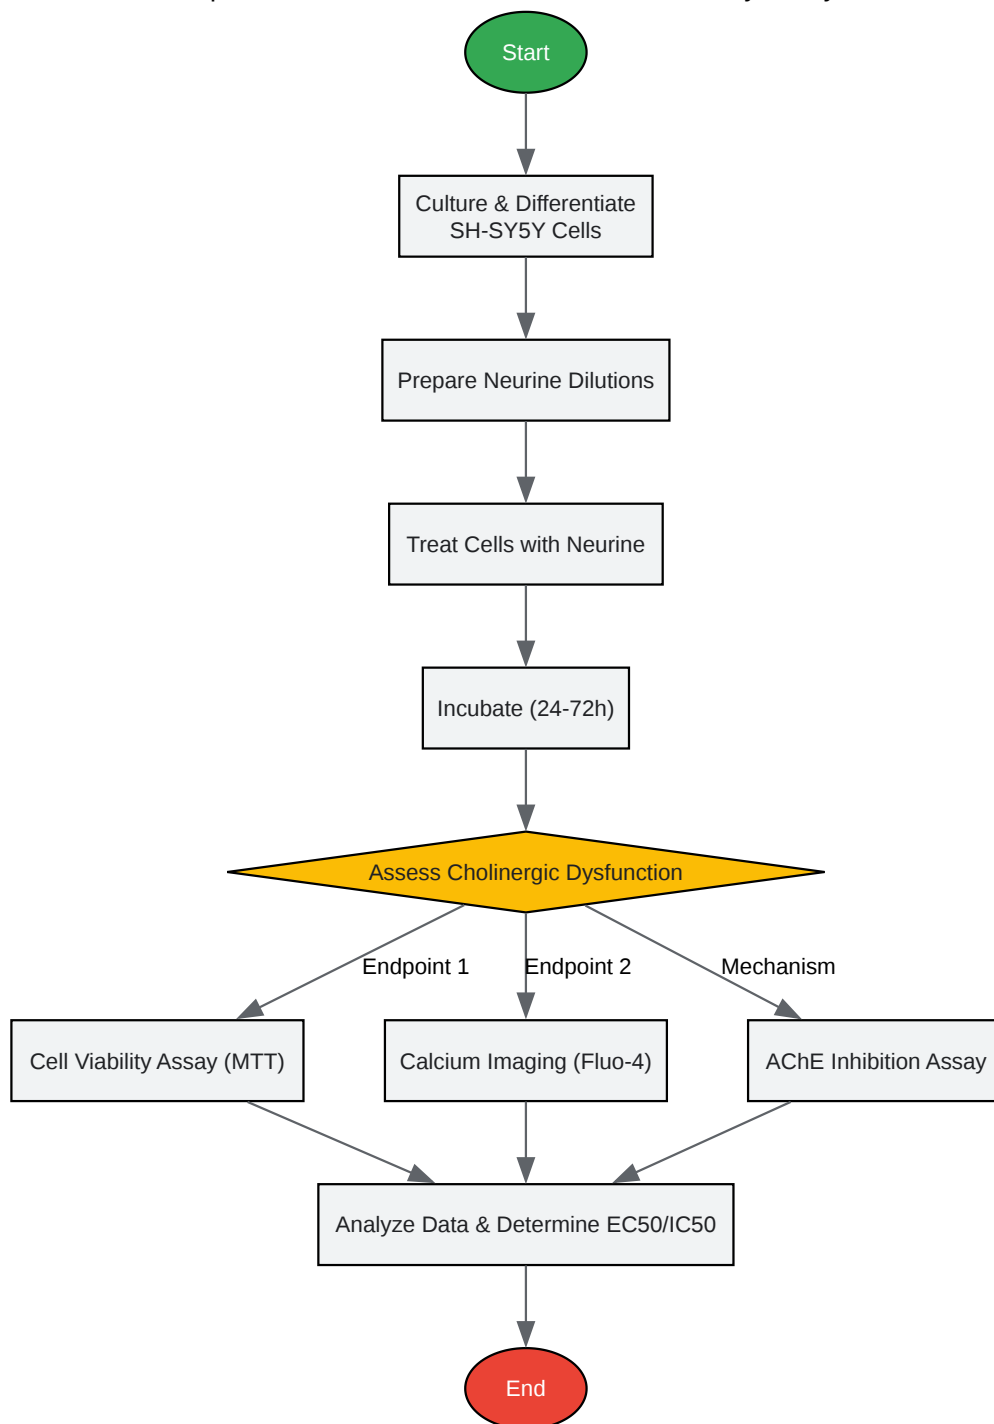 Start
Culture & Differentiate
SH-SY5Y Cells
Prepare Neurine Dilutions
Treat Cells with Neurine
Incubate (24-72h)
Assess Cholinergic Dysfunction
Endpoint 1
Endpoint 2
Mechanism
Cell Viability Assay (MTT)
Calcium Imaging (Fluo-4)
AChE Inhibition Assay
Analyze Data & Determine EC50/IC50
End